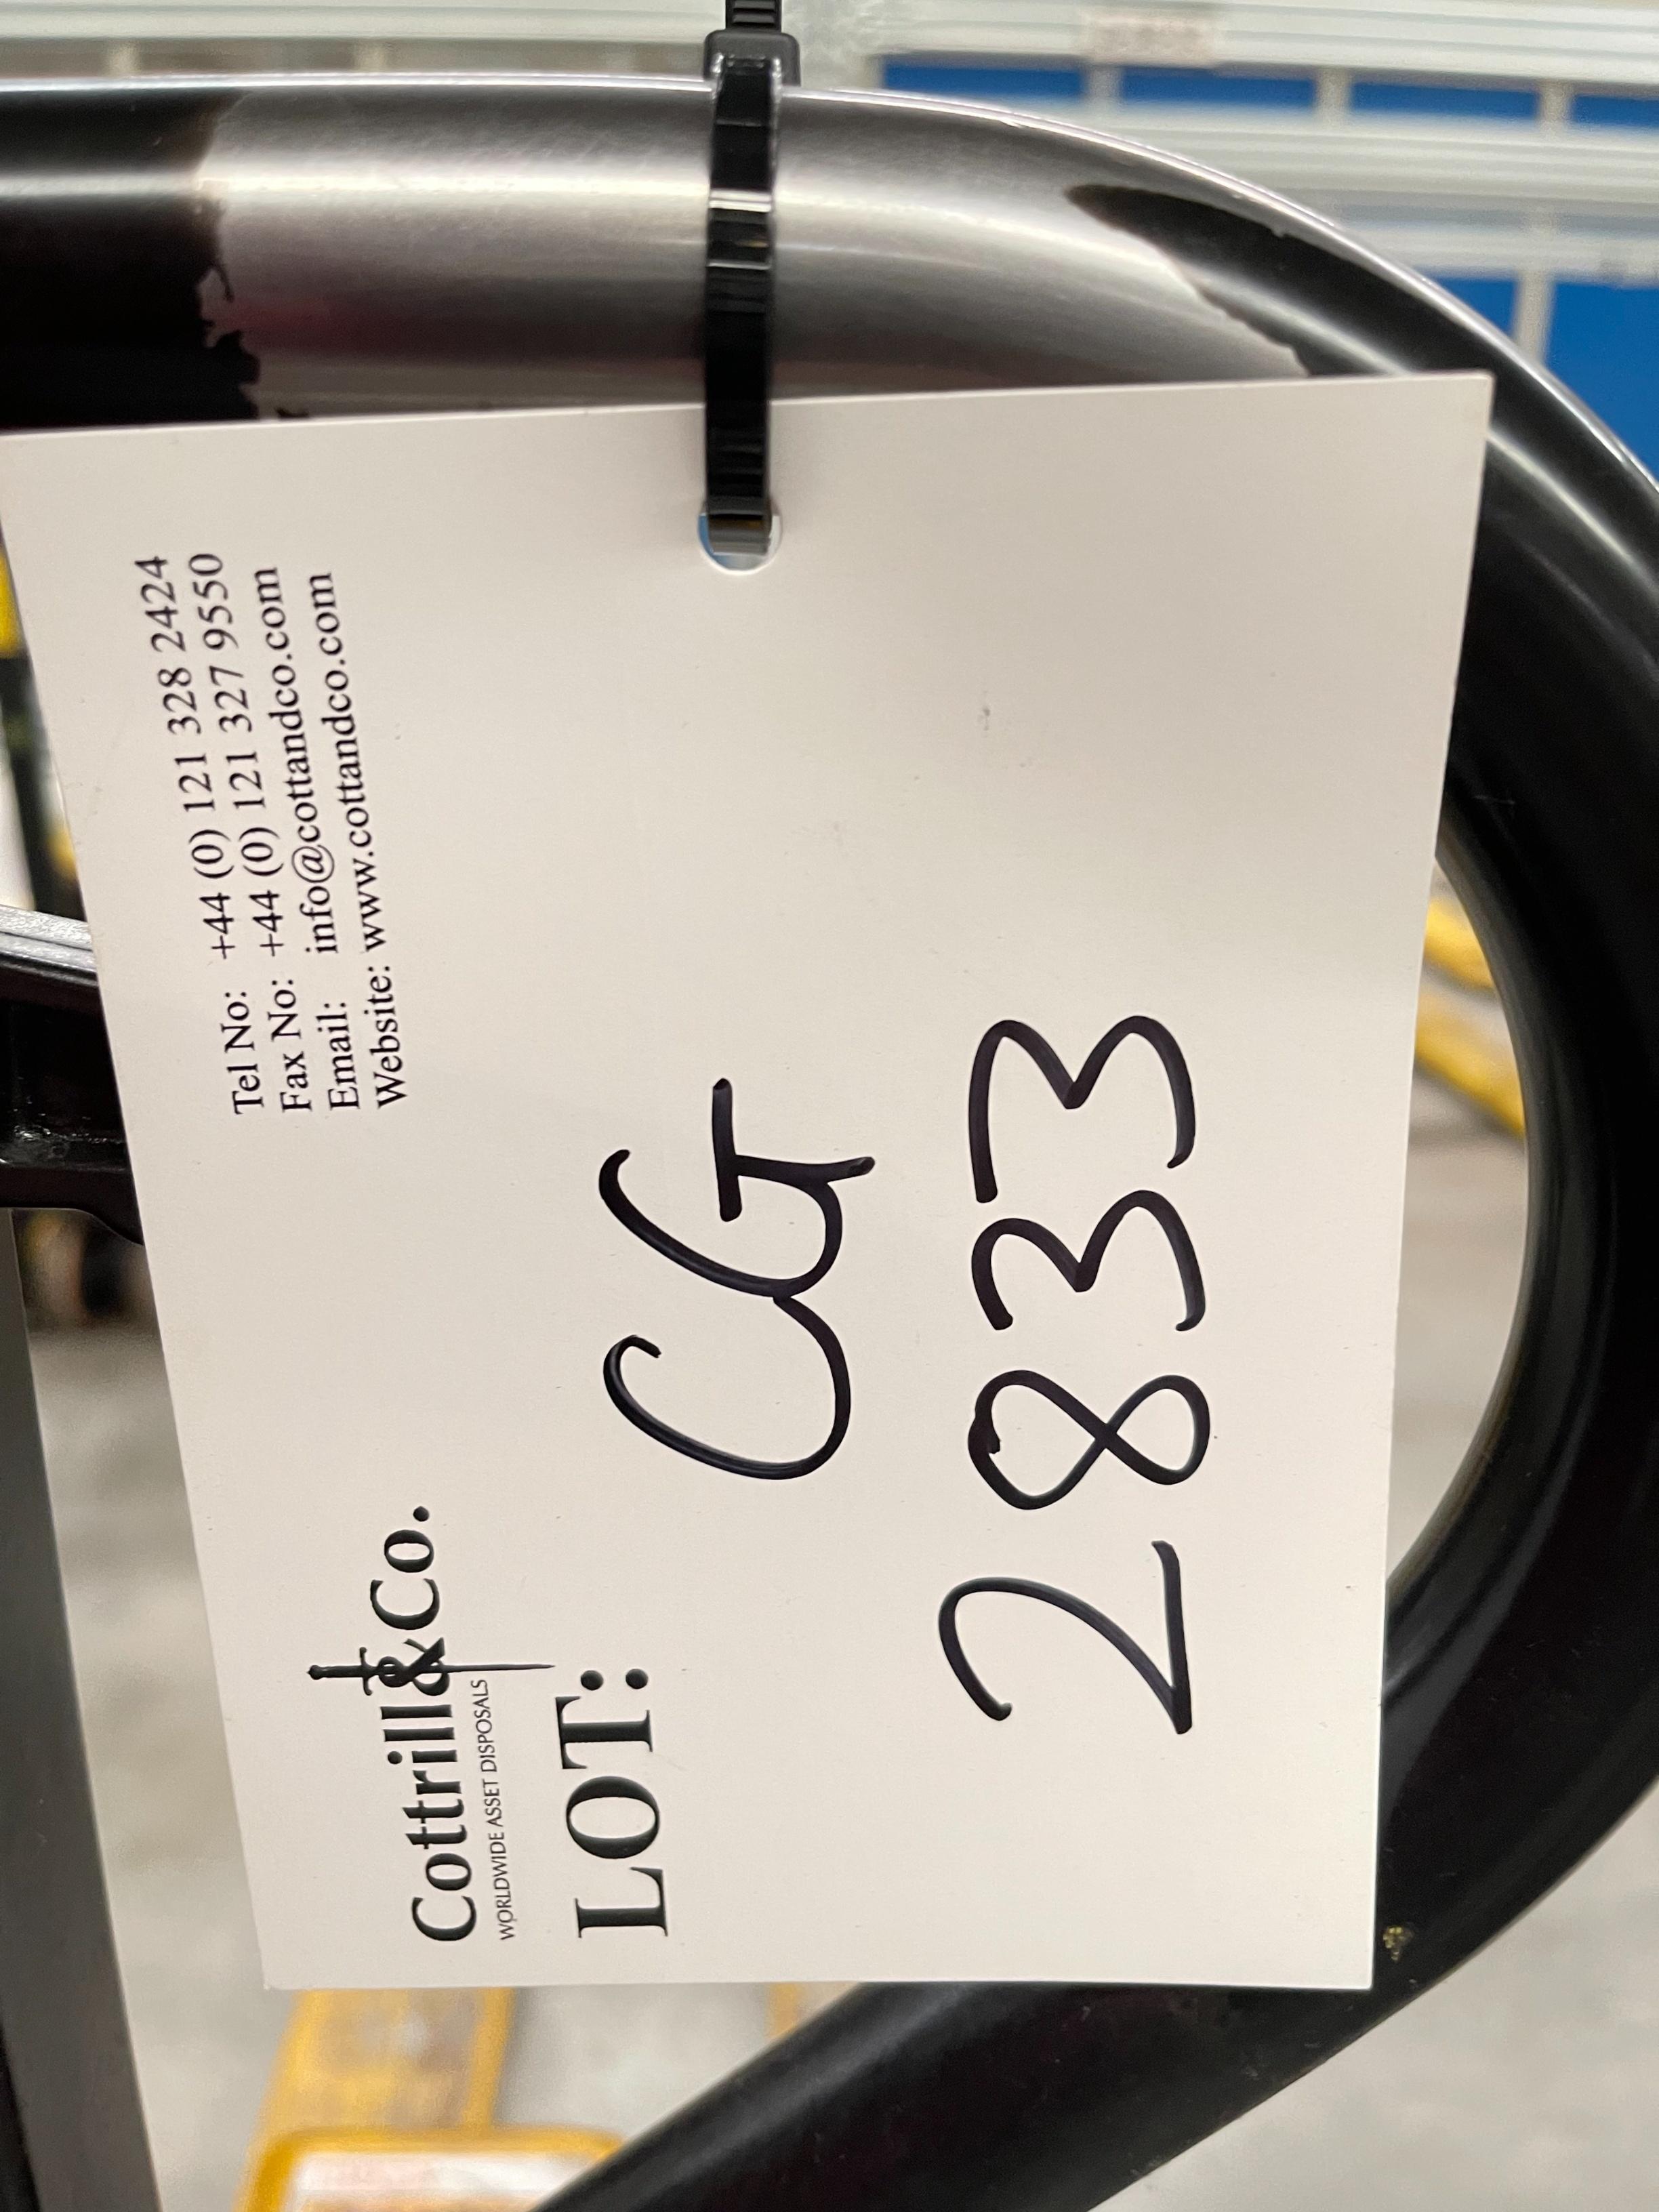 Cottrill&Co.
WORLDWIDE ASSET DISPOSALS
Tel No: +44 (0) 121 328 2424
Fax No: +44 (0) 121 327 9550
Email: info@cottandco.com
Website: www.cottandco.com
LOT:
CG
2833